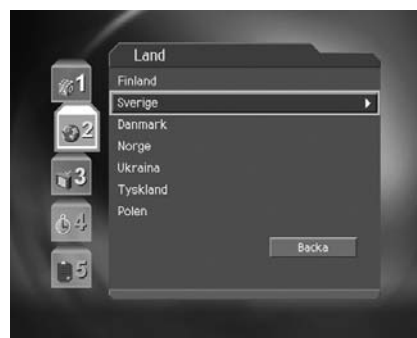 Land
1
Finland
Sverige
2
Danmark
Norge
3
Ukraina
Tyskland
Polen
4
Backa
5